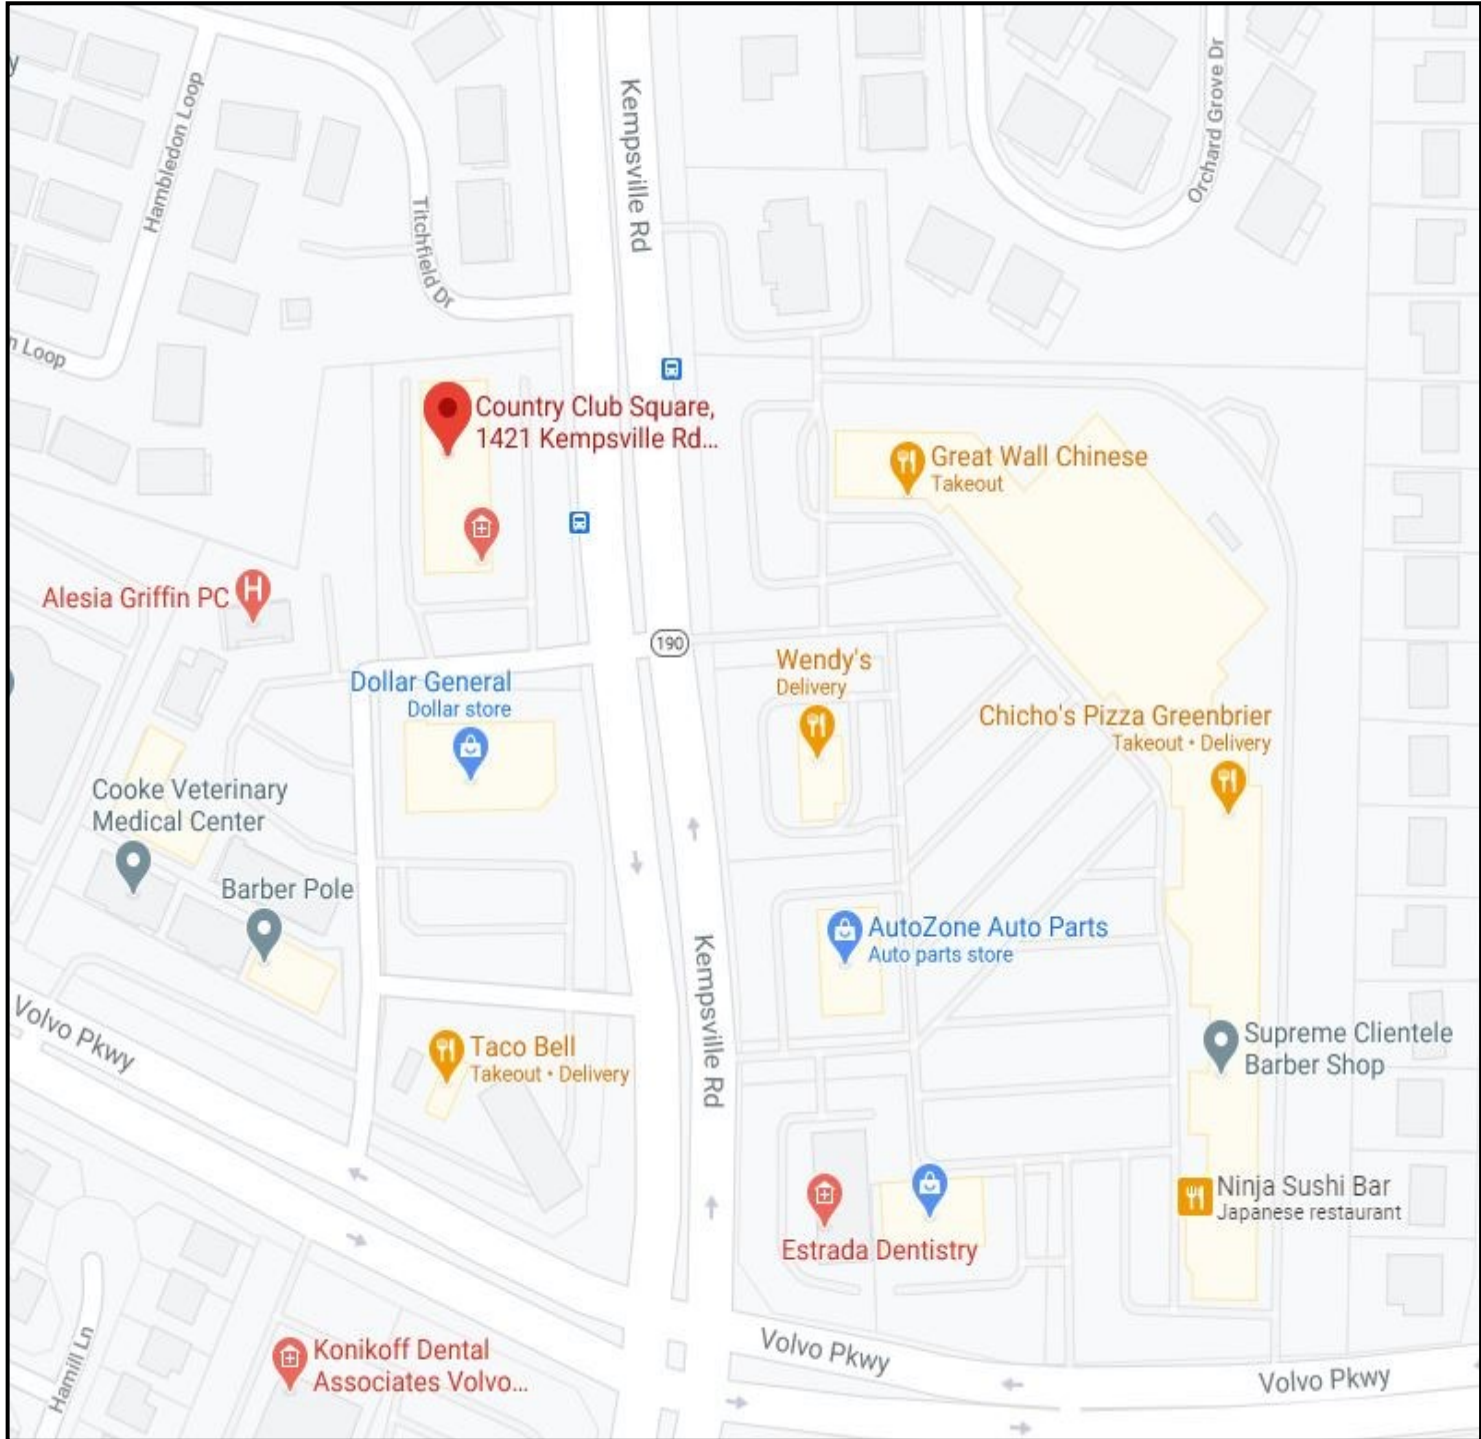 Hambledon Loop
Kempsville Rd
Orchard Grove Dr
Titchfield Dr
n Loop
Country Club Square,
1421 Kempsville Rd...
Great Wall Chinese
Takeout
Alesia Griffin PC
H
190
Wendy's
Delivery
Dollar General
Dollar store
Chicho's Pizza Greenbrier
Takeout • Delivery
Cooke Veterinary
Medical Center
Barber Pole
AutoZone Auto Parts
Auto parts store
Kempsville Rd
Volvo Pkwy
Taco Bell
Takeout • Delivery
Supreme Clientele
Barber Shop
Ninja Sushi Bar
Japanese restaurant
Estrada Dentistry
Konikoff Dental
Associates Volvo...
Hamill Ln
Volvo Pkwy
Volvo Pkwy